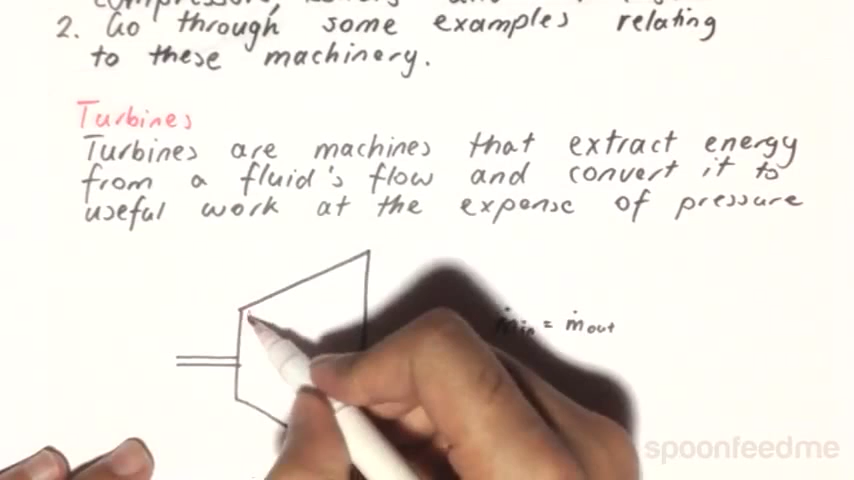 2. Go through some examples relating
to these machinery.
Turbines
Turbines are machines that extract energy
from a fluid's flow and convert it to
useful work at the expense of pressure
ṁin = ṁout
spoonfeedme